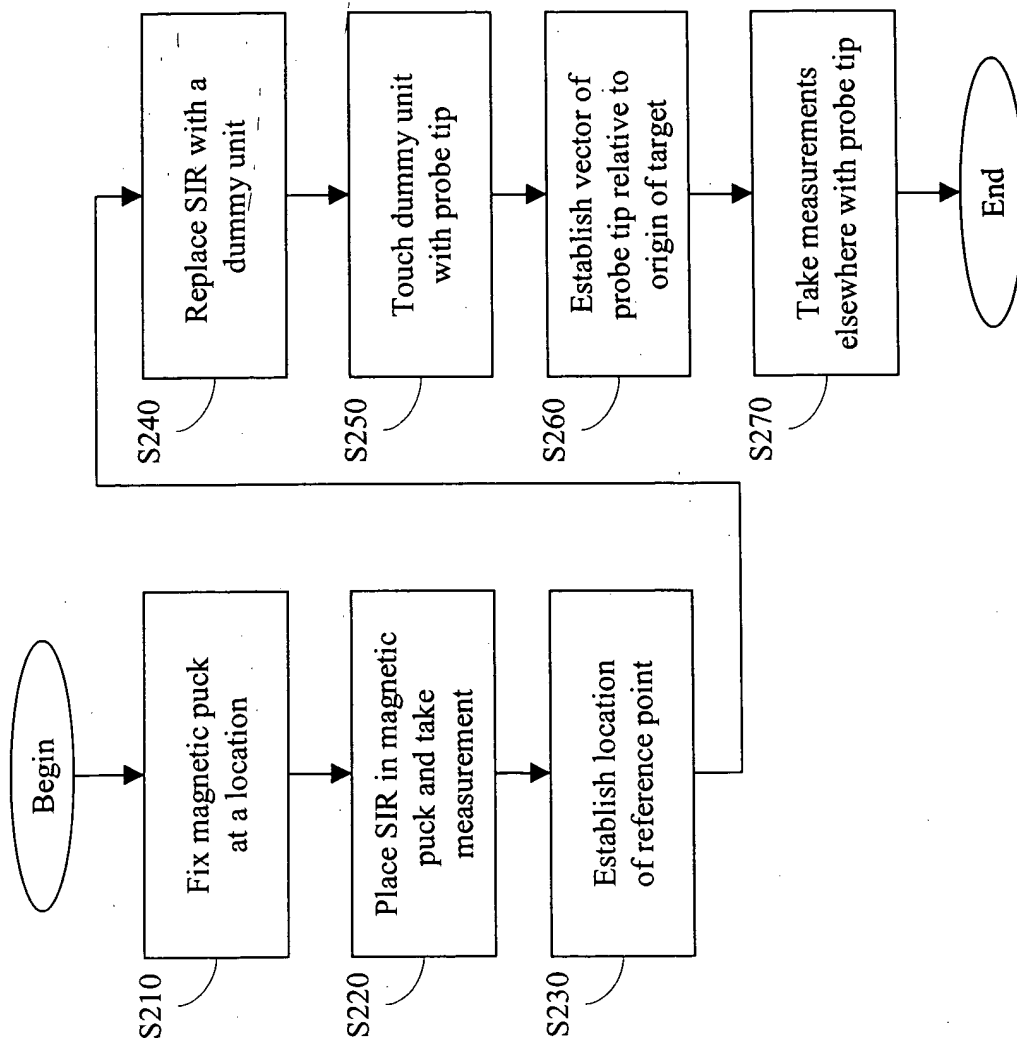 Begin
S210
Fix magnetic puck
at a location
S220
Place SIR in magnetic
puck and take
measurement
S230
Establish location
of reference point
S240
Replace SIR with a
dummy unit
S250
Touch dummy unit
with probe tip
S260
Establish vector of
probe tip relative to
origin of target
S270
Take measurements
elsewhere with probe tip
End